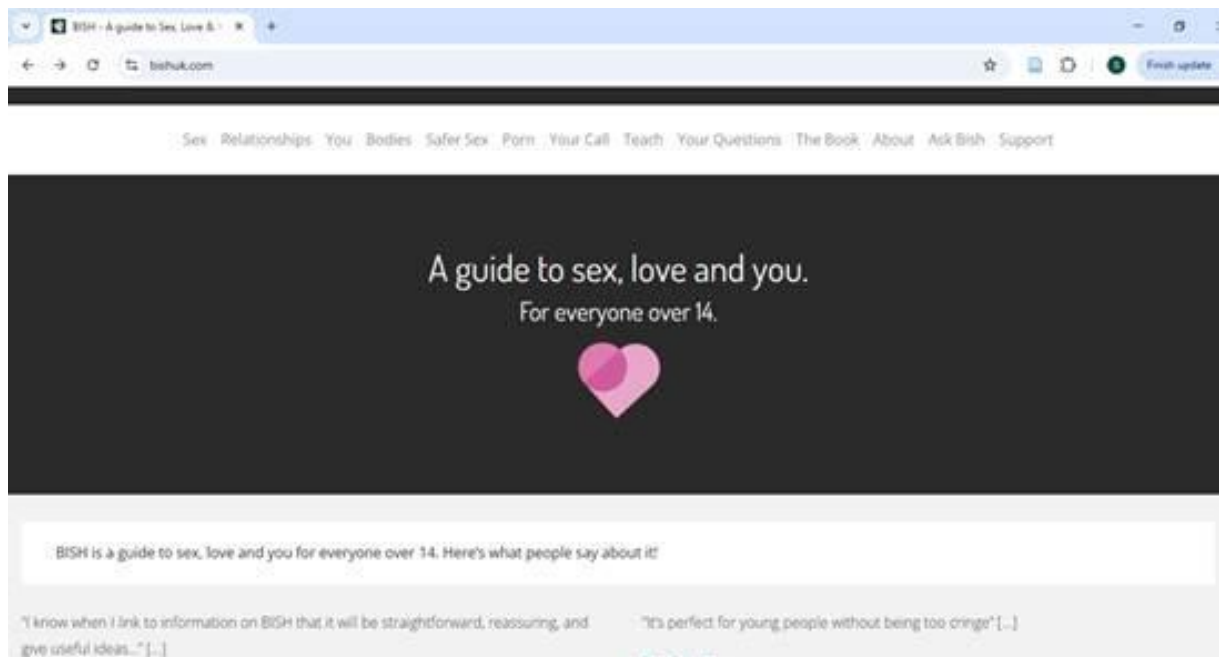 BISH - A guide to Sex, Love &
bishuk.com
Finish update
Sex Relationships You Bodies Safer Sex Porn Your Call Teach Your Questions The Book About Ask Bish Support
A guide to sex, love and you.
For everyone over 14.
BISH is a guide to sex, love and you for everyone over 14. Here's what people say about it!
"I know when I link to information on BISH that it will be straightforward, reassuring, and
give useful ideas..." [...]
"It's perfect for young people without being too cringe" [...]